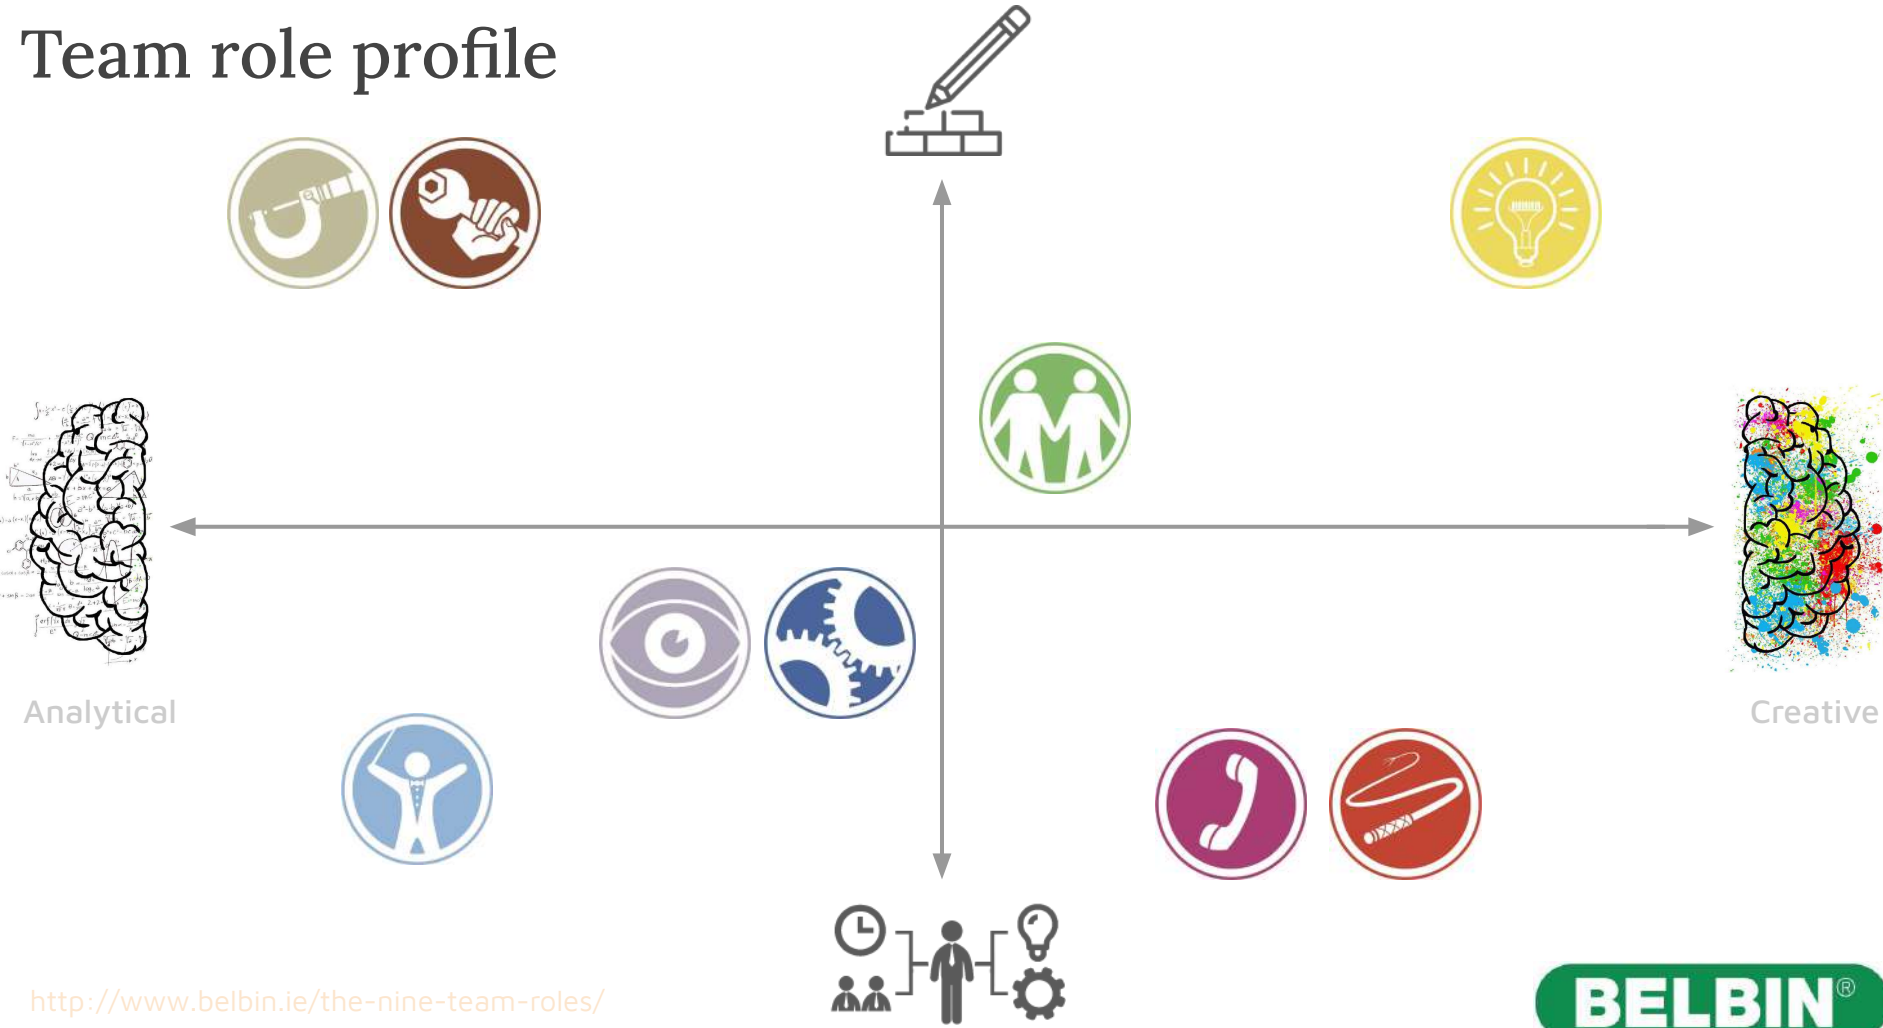 Team role profile
Analytical
Creative
http://www.belbin.ie/the-nine-team-roles/
BELBIN®